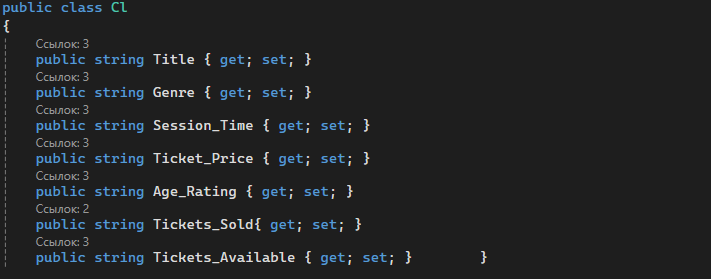 public class Cl
{
Ссылок: 3
public string Title { get; set; }
Ссылок: 3
public string Genre { get; set; }
Ссылок: 3
public string Session_Time { get; set; }
Ссылок: 3
public string Ticket_Price { get; set; }
Ссылок: 3
public string Age_Rating { get; set; }
Ссылок: 2
public string Tickets_Sold{ get; set; }
Ссылок: 3
public string Tickets_Available { get; set; }        }